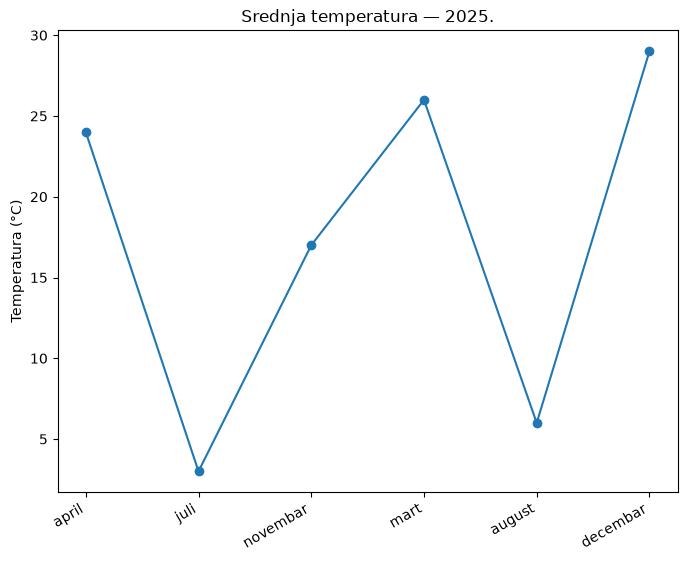 Srednja temperatura — 2025.
Temperatura (°C)
30
25
20
15
10
5
april
juli
novembar
mart
august
decembar